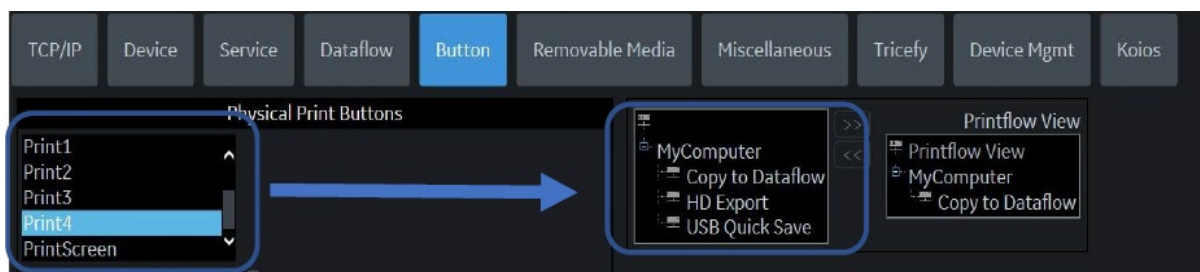 TCP/IP Device Service Dataflow Button Removable Media Miscellaneous Tricefy Device Mgmt Koios
Physical Print Buttons
Print1
Print2
Print3
Print4
PrintScreen
MyComputer
Copy to Dataflow
HD Export
USB Quick Save
>>
<<
Printflow View
Printflow View
MyComputer
Copy to Dataflow